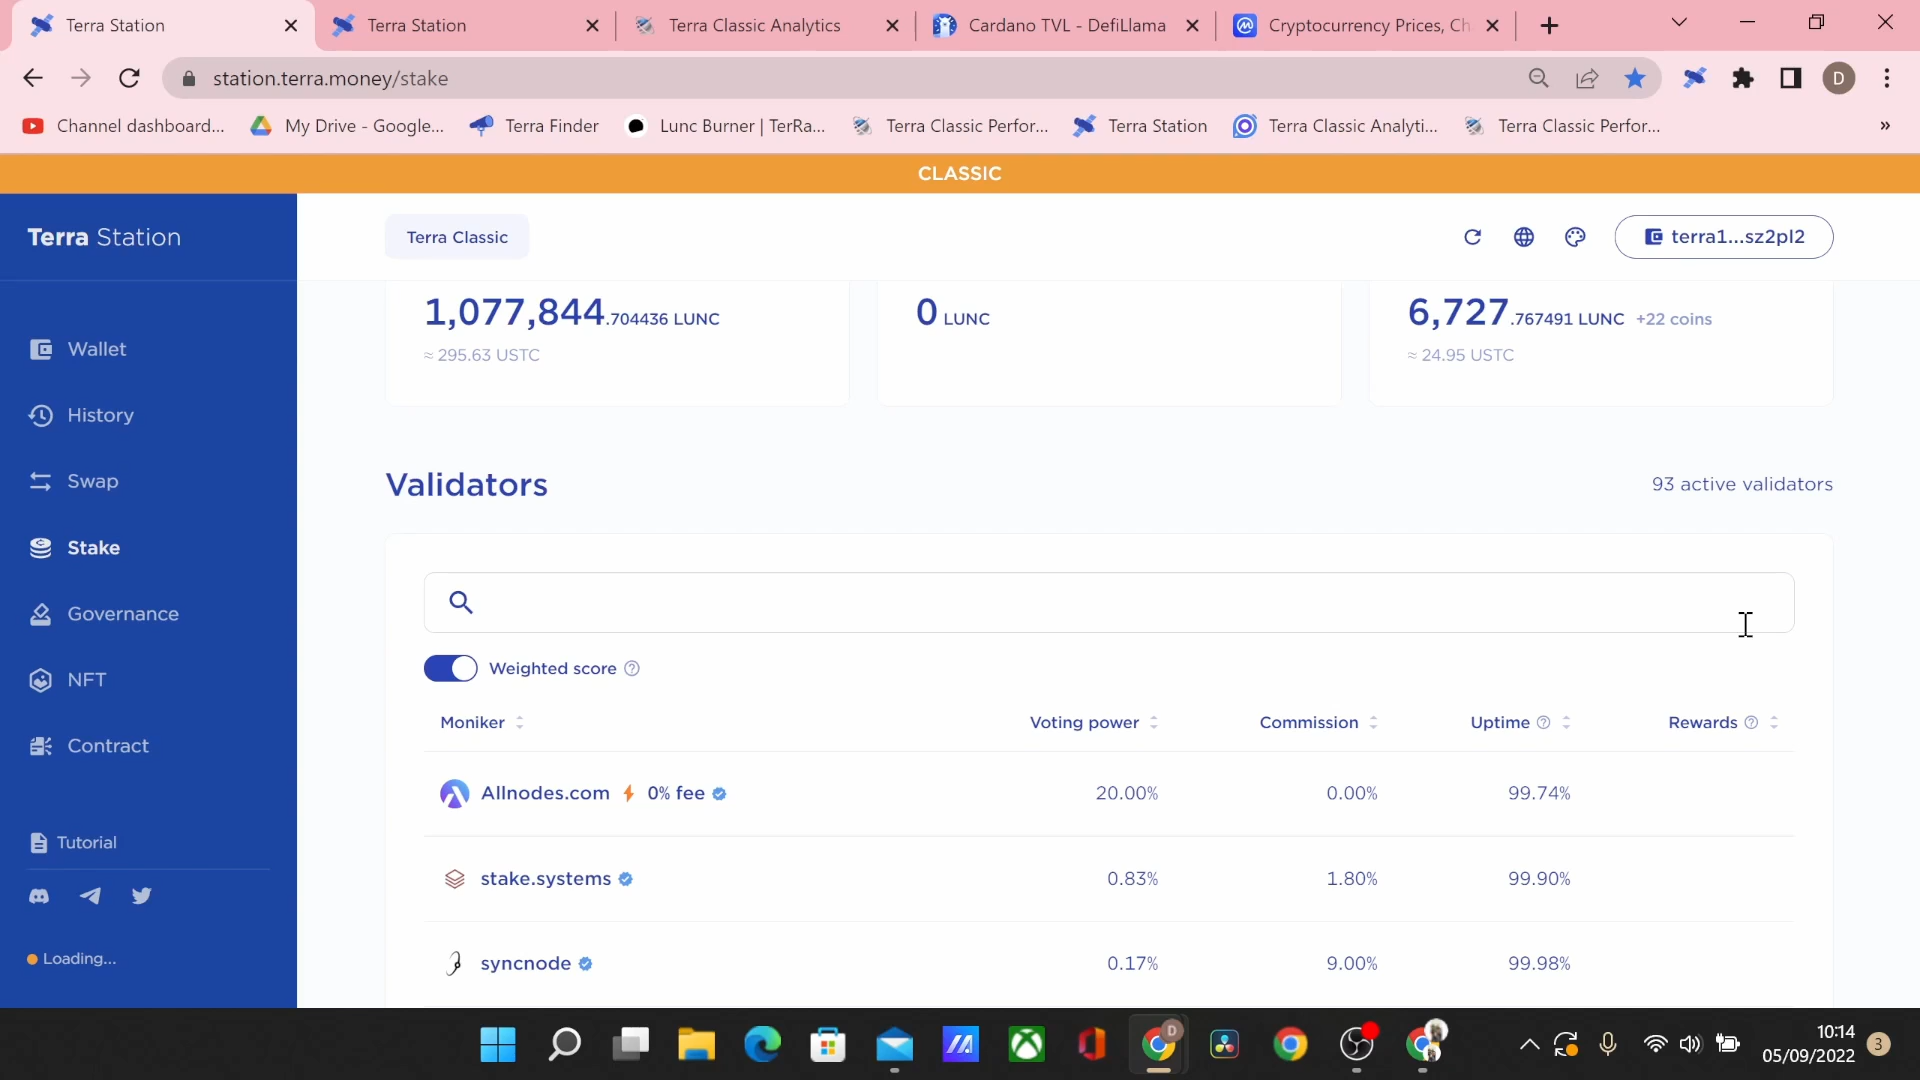 Terra Station
Terra Station
Terra Classic Analytics
Cardano TVL - DefiLlama
Cryptocurrency Prices, Ch
station.terra.money/stake
D
Channel dashboard...
My Drive - Google...
Terra Finder
Lunc Burner | TerRa...
Terra Classic Perfor...
Terra Station
Terra Classic Analyti...
Terra Classic Perfor...
»
CLASSIC
Terra Station
Terra Classic
terra1...sz2pl2
Wallet
History
Swap
Stake
Governance
NFT
Contract
Tutorial
Loading...
1,077,844.704436 LUNC
≈ 295.63 USTC
0 LUNC
6,727.767491 LUNC +22 coins
≈ 24.95 USTC
Validators
93 active validators
Weighted score
Moniker Voting power Commission Uptime Rewards
Allnodes.com ⚡ 0% fee 20.00% 0.00% 99.74%
stake.systems 0.83% 1.80% 99.90%
syncnode 0.17% 9.00% 99.98%
D
10:14
05/09/2022
3